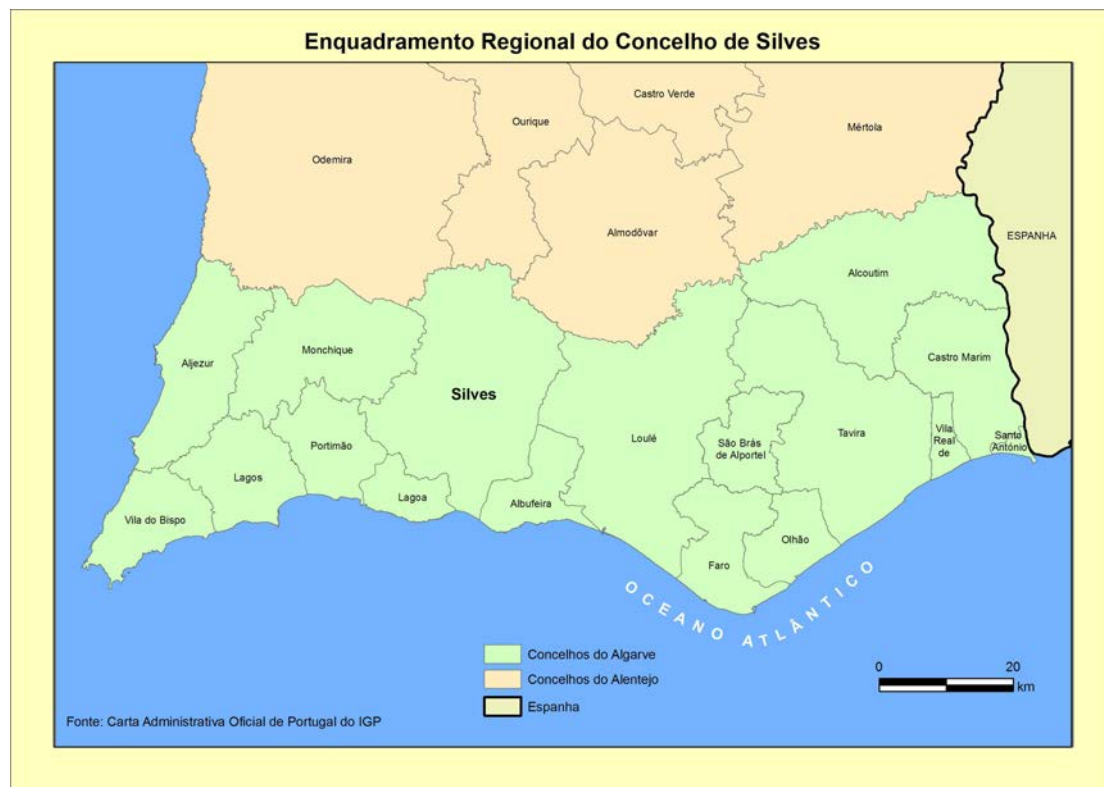 Enquadramento Regional do Concelho de Silves
Castro Verde
Ourique
Mértola
Odemira
Almodôvar
ESPANHA
Alcoutim
Monchique
Aljezur
Castro Marim
Silves
Portimão
Loulé
São Brás
de Alportel
Tavira
Vila
Real
de
Santo
António
Lagos
Lagoa
Albufeira
Vila do Bispo
Olhão
Faro
OCEANO ATLÂNTICO
Concelhos do Algarve
Concelhos do Alentejo
Espanha
0 20
km
Fonte: Carta Administrativa Oficial de Portugal do IGP